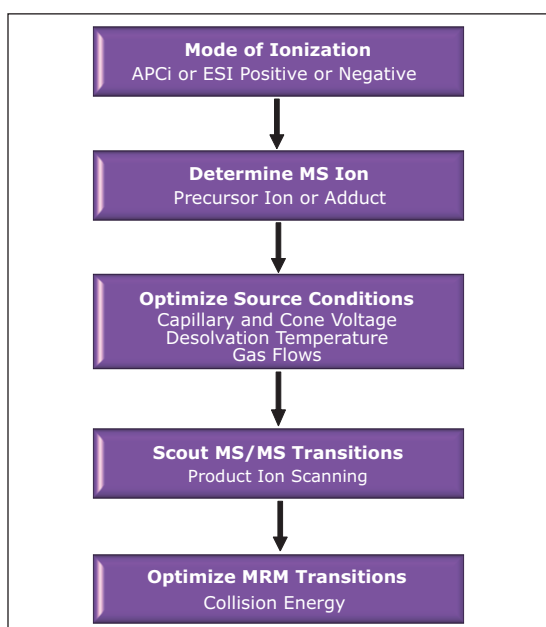 Mode of Ionization
APCi or ESI Positive or Negative
Determine MS Ion
Precursor Ion or Adduct
Optimize Source Conditions
Capillary and Cone Voltage
Desolvation Temperature
Gas Flows
Scout MS/MS Transitions
Product Ion Scanning
Optimize MRM Transitions
Collision Energy